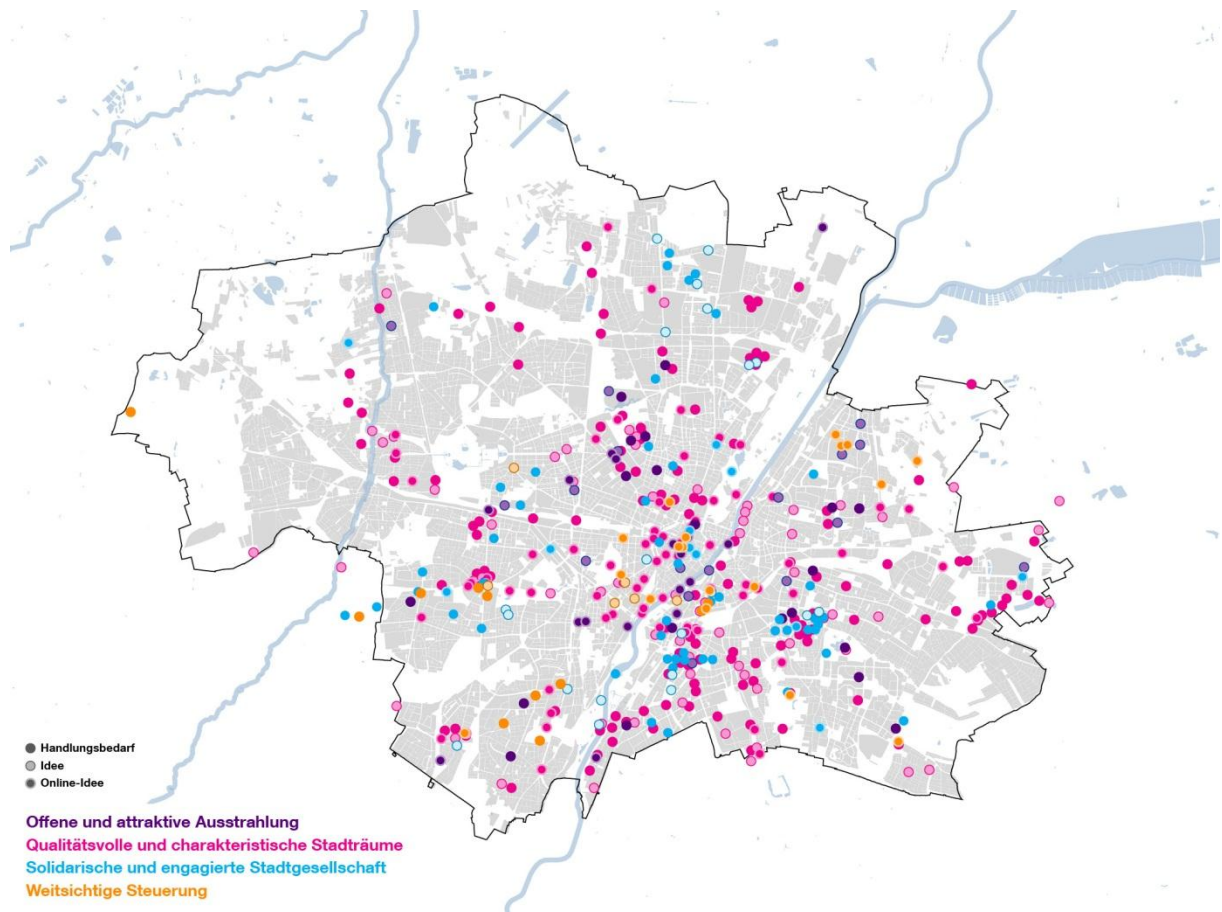 Handlungsbedarf
Idee
Online-Idee
Offene und attraktive Ausstrahlung
Qualitätsvolle und charakteristische Stadträume
Solidarische und engagierte Stadtgesellschaft
Weitsichtige Steuerung